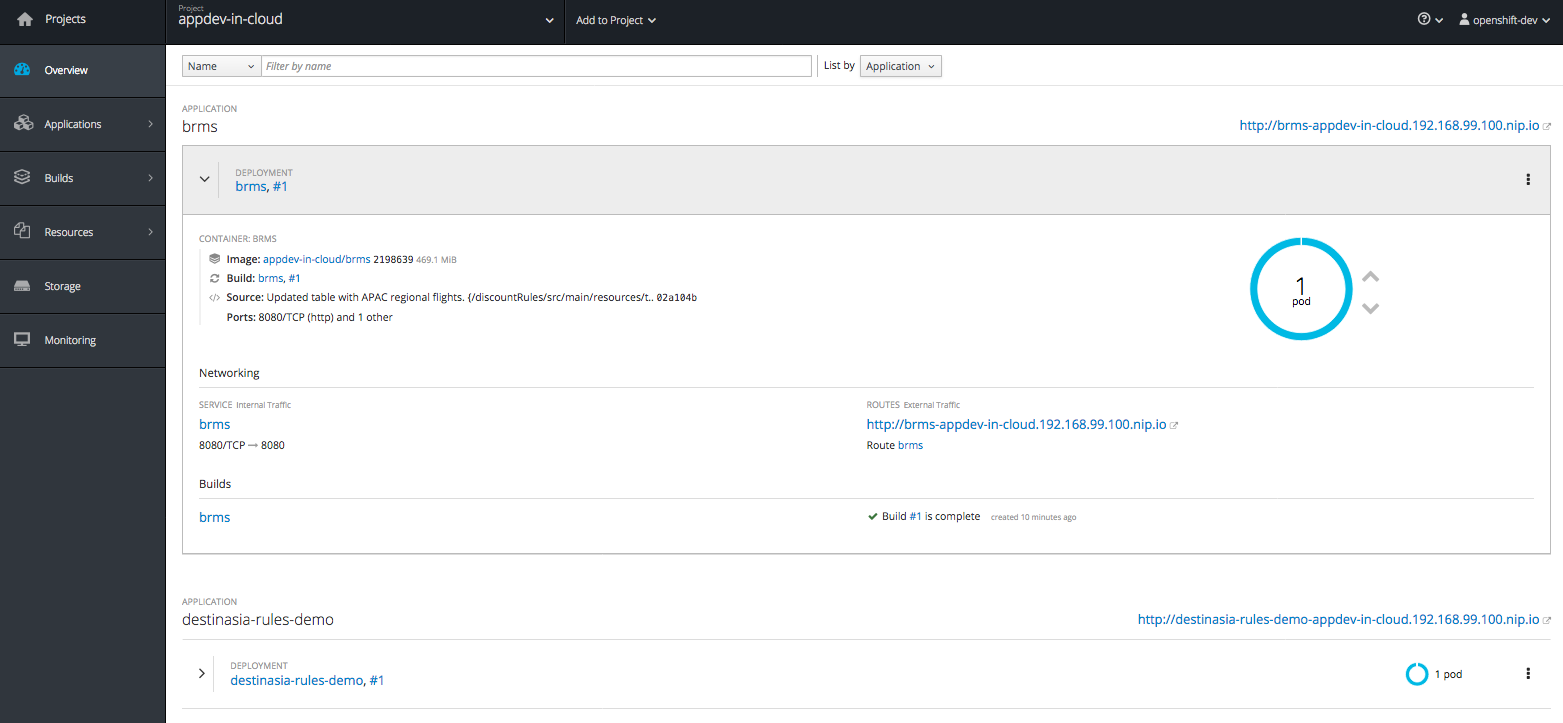 Projects
Project
appdev-in-cloud
Add to Project
openshift-dev
Overview
Applications
Builds
Resources
Storage
Monitoring
Name
Filter by name
List by
Application
APPLICATION
brms
http://brms-appdev-in-cloud.192.168.99.100.nip.io
DEPLOYMENT
brms, #1
CONTAINER: BRMS
Image: appdev-in-cloud/brms 2198639 469.1 MiB
Build: brms, #1
</> Source: Updated table with APAC regional flights. {/discountRules/src/main/resources/t.. 02a104b
Ports: 8080/TCP (http) and 1 other
1
pod
Networking
SERVICE Internal Traffic
brms
8080/TCP → 8080
ROUTES External Traffic
http://brms-appdev-in-cloud.192.168.99.100.nip.io
Route brms
Builds
brms
Build #1 is complete created 10 minutes ago
APPLICATION
destinasia-rules-demo
http://destinasia-rules-demo-appdev-in-cloud.192.168.99.100.nip.io
DEPLOYMENT
destinasia-rules-demo, #1
1 pod